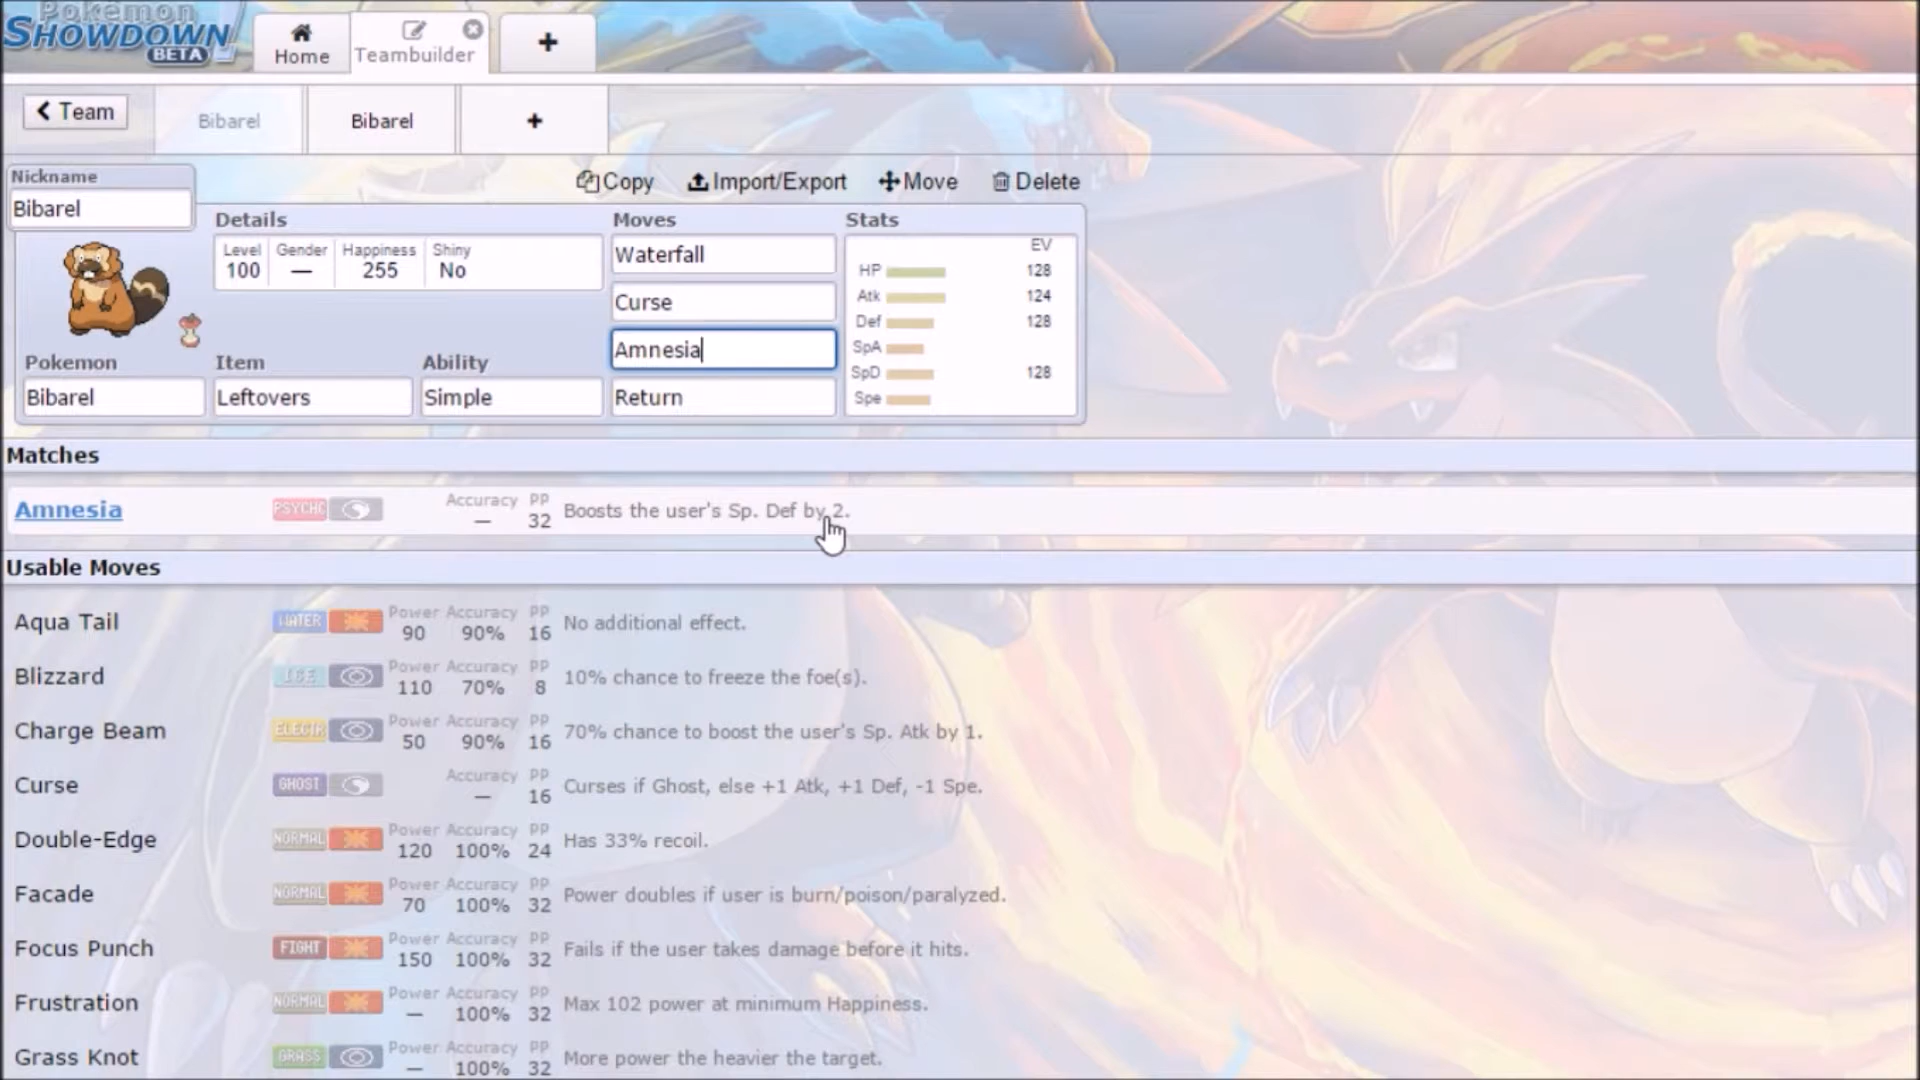 Pokémon
SHOWDOWN
BETA
Home
Teambuilder
+
Team
Bibarel
Bibarel
+
Nickname
Bibarel
Copy
Import/Export
Move
Delete
Details
Level Gender Happiness Shiny
100 — 255 No
Pokemon
Bibarel
Item
Leftovers
Ability
Simple
Moves
Waterfall
Curse
Amnesia
Return
Stats
EV
HP 128
Atk 124
Def 128
SpA
SpD 128
Spe
Matches
Amnesia PSYCHC Accuracy — PP 32 Boosts the user's Sp. Def by 2.
Usable Moves
Aqua Tail WATER Power 90 Accuracy 90% PP 16 No additional effect.
Blizzard ICE Power 110 Accuracy 70% PP 8 10% chance to freeze the foe(s).
Charge Beam ELECTR Power 50 Accuracy 90% PP 16 70% chance to boost the user's Sp. Atk by 1.
Curse GHOST Accuracy — PP 16 Curses if Ghost, else +1 Atk, +1 Def, -1 Spe.
Double-Edge NORMAL Power 120 Accuracy 100% PP 24 Has 33% recoil.
Facade NORMAL Power 70 Accuracy 100% PP 32 Power doubles if user is burn/poison/paralyzed.
Focus Punch FIGHT Power 150 Accuracy 100% PP 32 Fails if the user takes damage before it hits.
Frustration NORMAL Power — Accuracy 100% PP 32 Max 102 power at minimum Happiness.
Grass Knot GRASS Power — Accuracy 100% PP 32 More power the heavier the target.